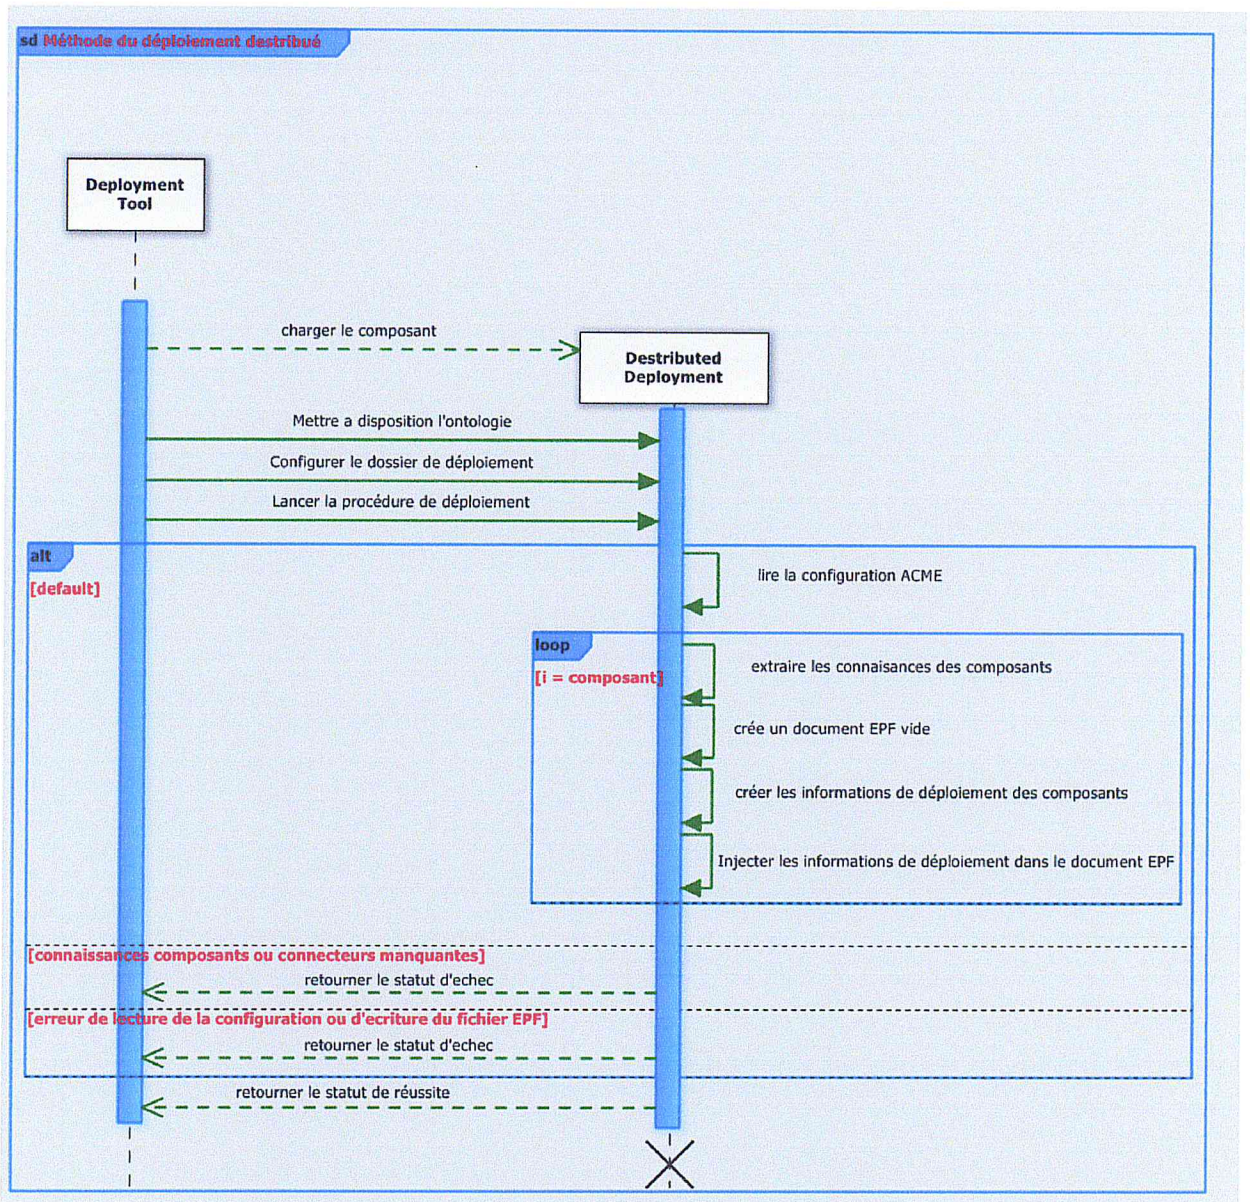 sd Méthode du déploiement destribué
Deployment
Tool
charger le composant
Destributed
Deployment
Mettre a disposition l'ontologie
Configurer le dossier de déploiement
Lancer la procédure de déploiement
alt
[default]
lire la configuration ACME
loop
[i = composant]
extraire les connaisances des composants
crée un document EPF vide
créer les informations de déploiement des composants
Injecter les informations de déploiement dans le document EPF
[connaissances composants ou connecteurs manquantes]
retourner le statut d'echec
[erreur de lecture de la configuration ou d'ecriture du fichier EPF]
retourner le statut d'echec
retourner le statut de réussite